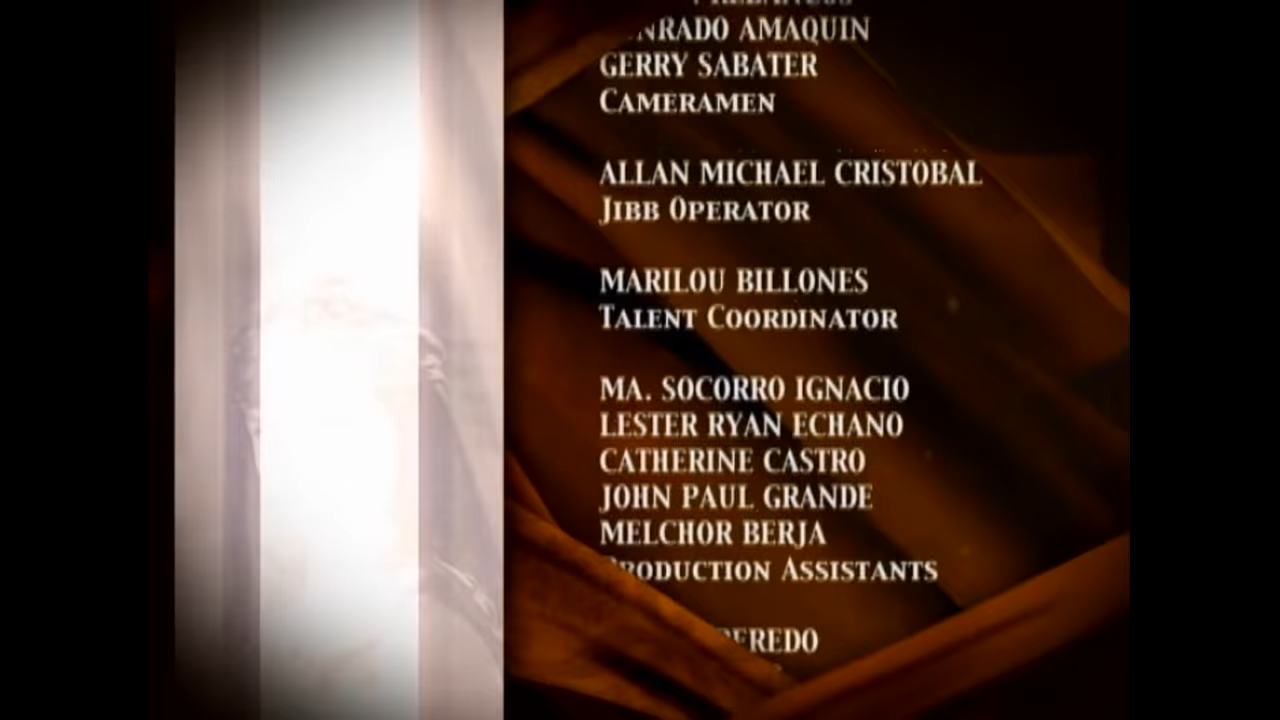 AMAQUIN
GERRY SABATER
CAMERAMEN
ALLAN MICHAEL CRISTOBAL
JIBB OPERATOR
MARILOU BILLONES
TALENT COORDINATOR
MA. SOCORRO IGNACIO
LESTER RYAN ECHANO
CATHERINE CASTRO
JOHN PAUL GRANDE
MELCHOR BERJA
PRODUCTION ASSISTANTS